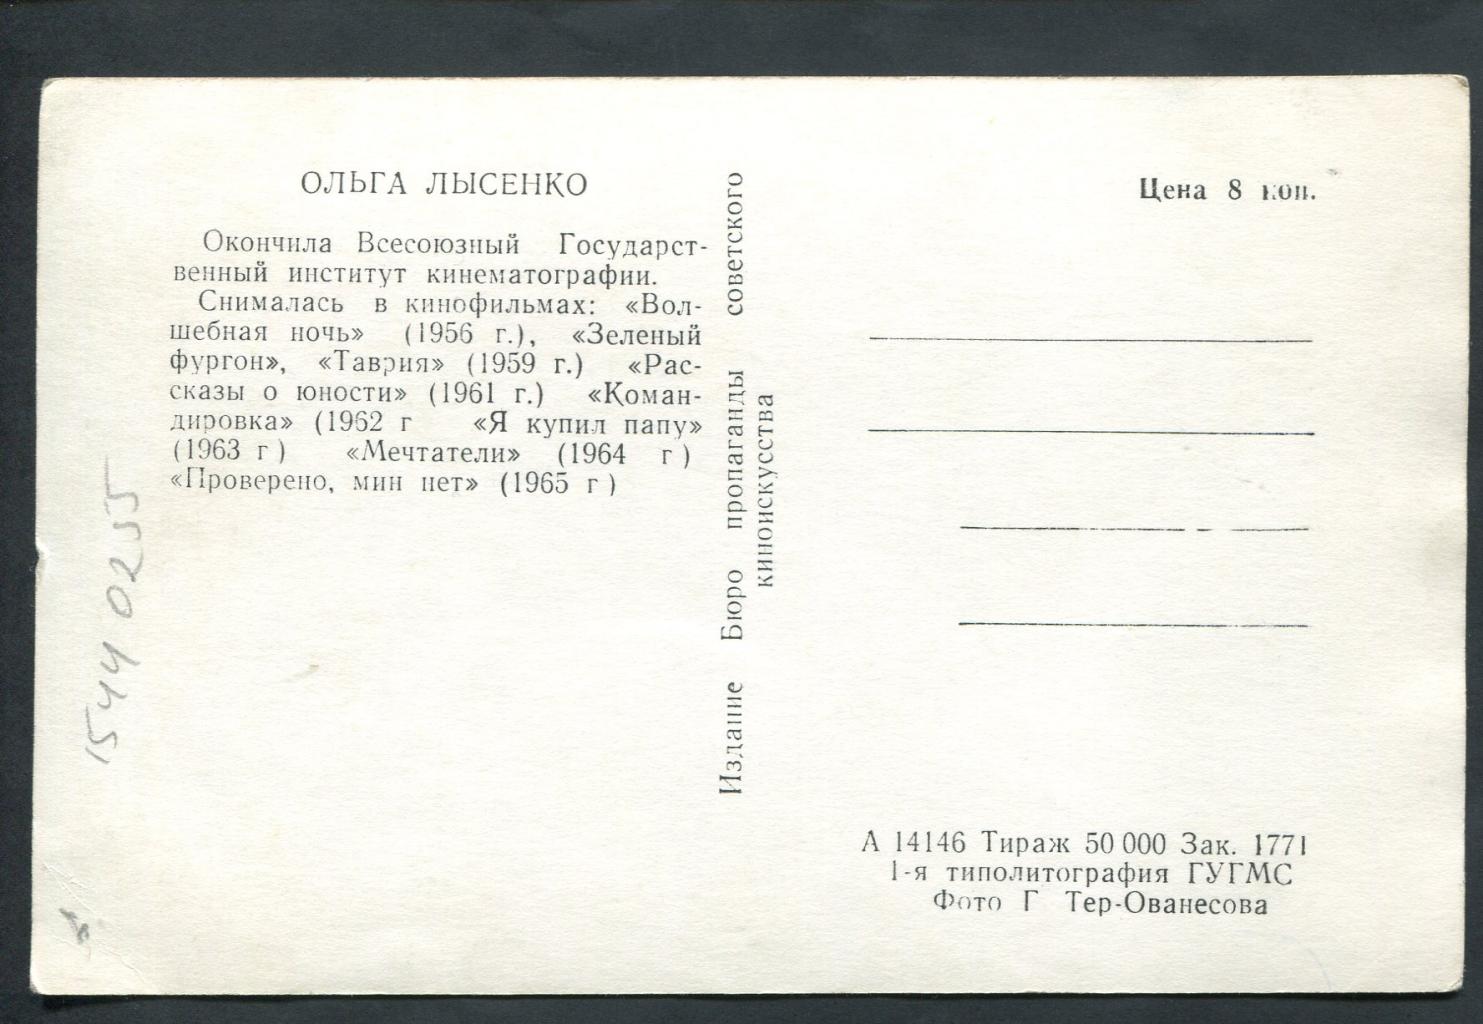 ОЛЬГА ЛЫСЕНКО
Окончила Всесоюзный Государст-
венный институт кинематографии.
Снималась в кинофильмах: «Вол-
шебная ночь» (1956 г.), «Зеленый
фургон», «Таврия» (1959 г.) «Рас-
сказы о юности» (1961 г.) «Коман-
дировка» (1962 г «Я купил папу»
(1963 г ) «Мечтатели» (1964 г )
«Проверено, мин нет» (1965 г )
1544 0255
Издание Бюро пропаганды советского
киноискусства
Цена 8 коп.
А 14146 Тираж 50 000 Зак. 1771
1-я типолитография ГУГМС
Фото Г Тер-Ованесова